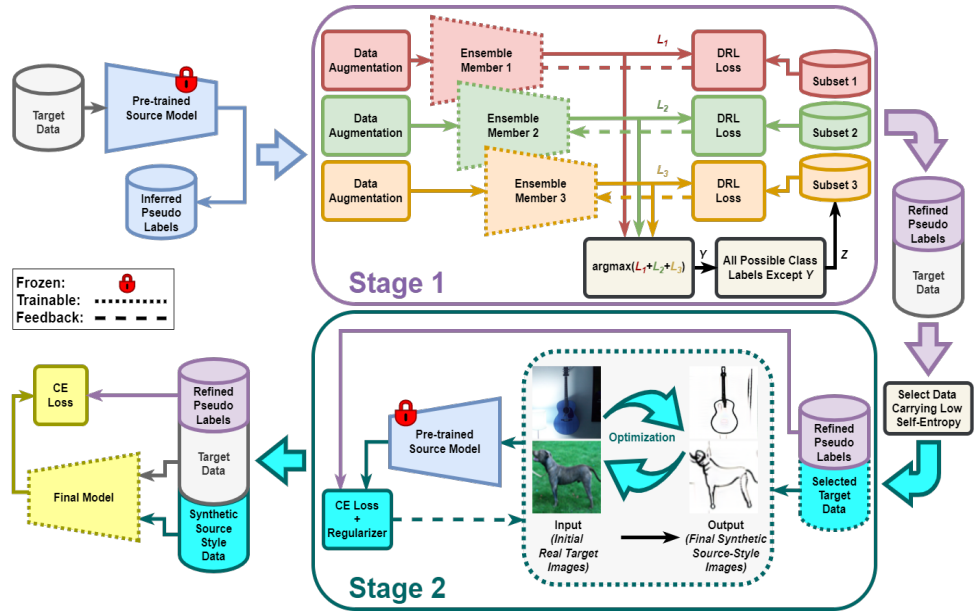 Target
Data
Pre-trained
Source Model
Inferred
Pseudo
Labels
Data
Augmentation
Ensemble
Member 1
L₁
DRL
Loss
Subset 1
Data
Augmentation
Ensemble
Member 2
L₂
DRL
Loss
Subset 2
Data
Augmentation
Ensemble
Member 3
L₃
DRL
Loss
Subset 3
argmax(L₁+L₂+L₃)
Y
All Possible Class
Labels Except Y
Z
Stage 1
Refined
Pseudo
Labels
Target
Data
Frozen:
Trainable:
Feedback:
Select Data
Carrying Low
Self-Entropy
Refined
Pseudo
Labels
Selected
Target
Data
Optimization
Input
(Initial
Real Target
Images)
Output
(Final Synthetic
Source-Style
Images)
Pre-trained
Source Model
CE Loss
+
Regularizer
Stage 2
Refined
Pseudo
Labels
Target
Data
Synthetic
Source
Style
Data
CE
Loss
Final Model